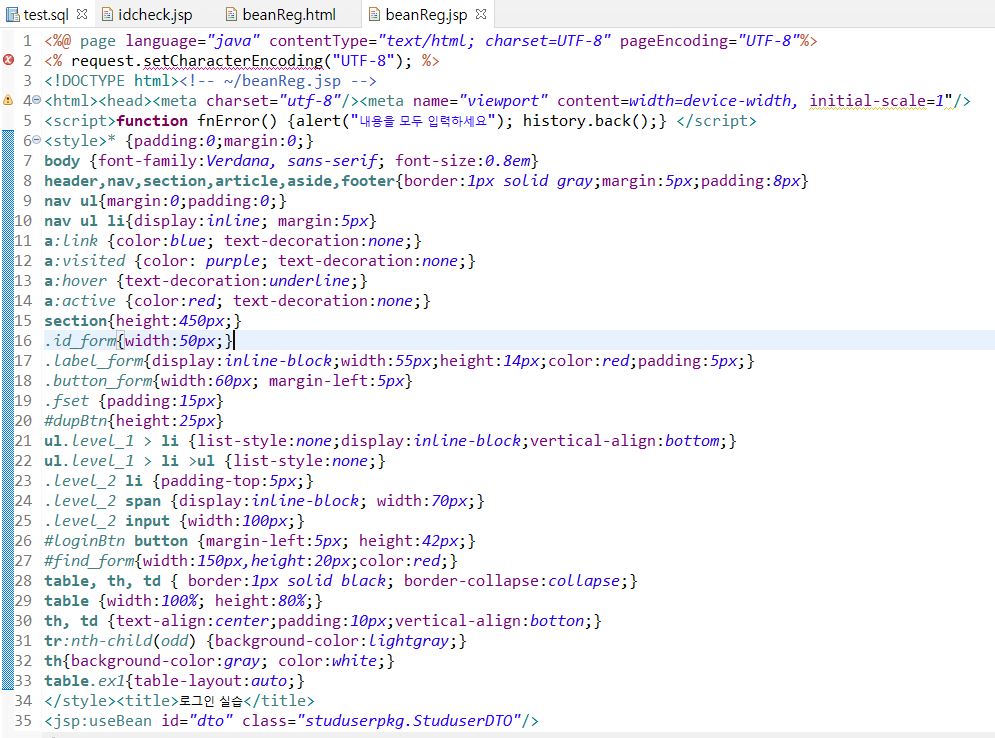 test.sql idcheck.jsp beanReg.html beanReg.jsp
1 <%@ page language="java" contentType="text/html; charset=UTF-8" pageEncoding="UTF-8"%>
2 <% request.setCharacterEncoding("UTF-8"); %>
3 <!DOCTYPE html><!-- ~/beanReg.jsp -->
4 <html><head><meta charset="utf-8"/><meta name="viewport" content=width=device-width, initial-scale=1"/>
5 <script>function fnError() {alert("내용을 모두 입력하세요"); history.back();} </script>
6 <style>* {padding:0;margin:0;}
7 body {font-family:Verdana, sans-serif; font-size:0.8em}
8 header,nav,section,article,aside,footer{border:1px solid gray;margin:5px;padding:8px}
9 nav ul{margin:0;padding:0;}
10 nav ul li{display:inline; margin:5px}
11 a:link {color:blue; text-decoration:none;}
12 a:visited {color: purple; text-decoration:none;}
13 a:hover {text-decoration:underline;}
14 a:active {color:red; text-decoration:none;}
15 section{height:450px;}
16 .id_form{width:50px;}
17 .label_form{display:inline-block;width:55px;height:14px;color:red;padding:5px;}
18 .button_form{width:60px; margin-left:5px}
19 .fset {padding:15px}
20 #dupBtn{height:25px}
21 ul.level_1 > li {list-style:none;display:inline-block;vertical-align:bottom;}
22 ul.level_1 > li >ul {list-style:none;}
23 .level_2 li {padding-top:5px;}
24 .level_2 span {display:inline-block; width:70px;}
25 .level_2 input {width:100px;}
26 #loginBtn button {margin-left:5px; height:42px;}
27 #find_form{width:150px,height:20px;color:red;}
28 table, th, td { border:1px solid black; border-collapse:collapse;}
29 table {width:100%; height:80%;}
30 th, td {text-align:center;padding:10px;vertical-align:botton;}
31 tr:nth-child(odd) {background-color:lightgray;}
32 th{background-color:gray; color:white;}
33 table.ex1{table-layout:auto;}
34 </style><title>로그인 실습</title>
35 <jsp:useBean id="dto" class="studuserpkg.StuduserDTO"/>